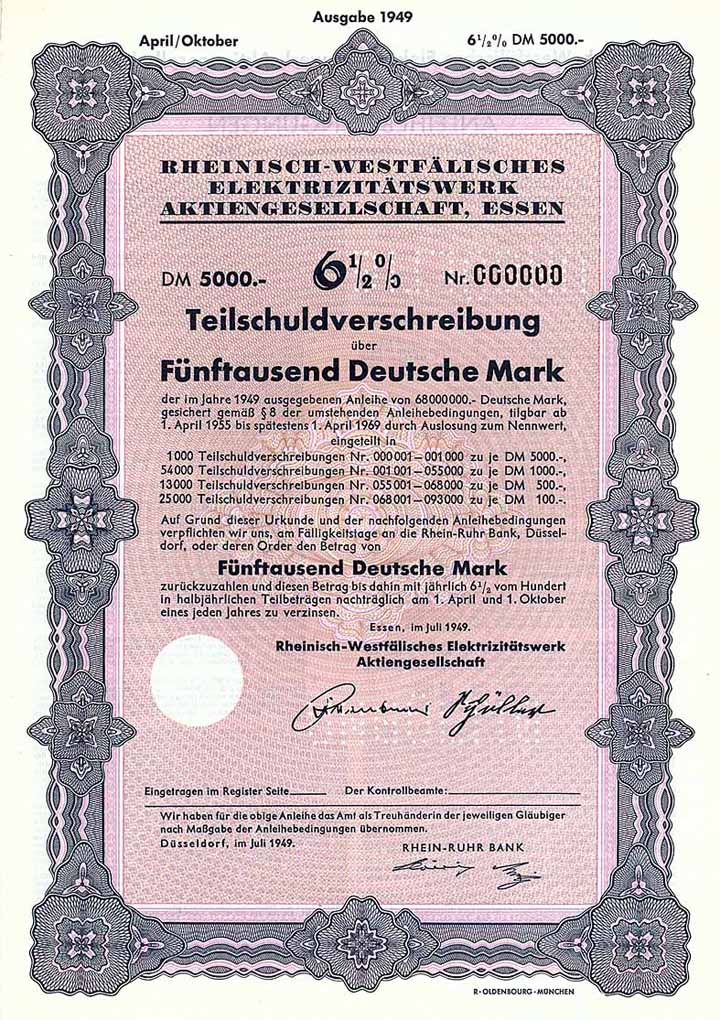 Ausgabe 1949
April/Oktober 6½% DM 5000.-
RHEINISCH-WESTFÄLISCHES
ELEKTRIZITÄTSWERK
AKTIENGESELLSCHAFT, ESSEN
DM 5000.- 6½% Nr. 000000
Teilschuldverschreibung
über
Fünftausend Deutsche Mark
der im Jahre 1949 ausgegebenen Anleihe von 68000000.- Deutsche Mark,
gesichert gemäß § 8 der umstehenden Anleihebedingungen, tilgbar ab
1. April 1955 bis spätestens 1. April 1969 durch Auslosung zum Nennwert,
eingeteilt in
1000 Teilschuldverschreibungen Nr. 000001–001000 zu je DM 5000.-,
54000 Teilschuldverschreibungen Nr. 001001–055000 zu je DM 1000.-,
13000 Teilschuldverschreibungen Nr. 055001–068000 zu je DM 500.-,
25000 Teilschuldverschreibungen Nr. 068001–093000 zu je DM 100.-.
Auf Grund dieser Urkunde und der nachfolgenden Anleihebedingungen
verpflichten wir uns, am Fälligkeitstage an die Rhein-Ruhr Bank, Düssel-
dorf, oder deren Order den Betrag von
Fünftausend Deutsche Mark
zurückzuzahlen und diesen Betrag bis dahin mit jährlich 6½ vom Hundert
in halbjährlichen Teilbeträgen nachträglich am 1. April und 1. Oktober
eines jeden Jahres zu verzinsen.
Essen, im Juli 1949.
Rheinisch-Westfälisches Elektrizitätswerk
Aktiengesellschaft
Schüller
Eingetragen im Register Seite Der Kontrollbeamte:
Wir haben für die obige Anleihe das Amt als Treuhänderin der jeweiligen Gläubiger
nach Maßgabe der Anleihebedingungen übernommen.
Düsseldorf, im Juli 1949.
RHEIN-RUHR BANK
R·OLDENBOURG·MÜNCHEN